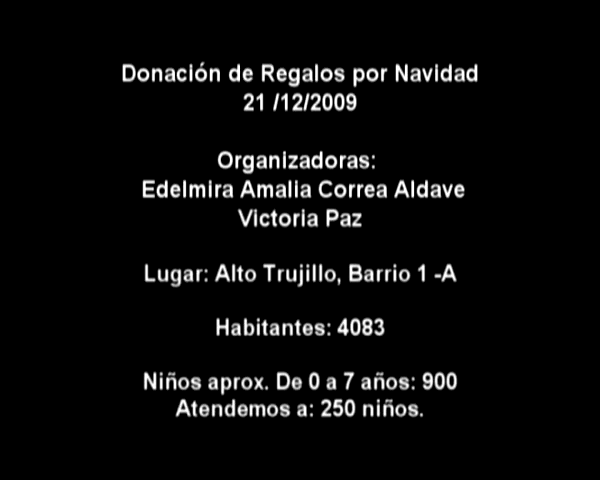 Donación de Regalos por Navidad
21 /12/2009
Organizadoras:
Edelmira Amalia Correa Aldave
Victoria Paz
Lugar: Alto Trujillo, Barrio 1 -A
Habitantes: 4083
Niños aprox. De 0 a 7 años: 900
Atendemos a: 250 niños.